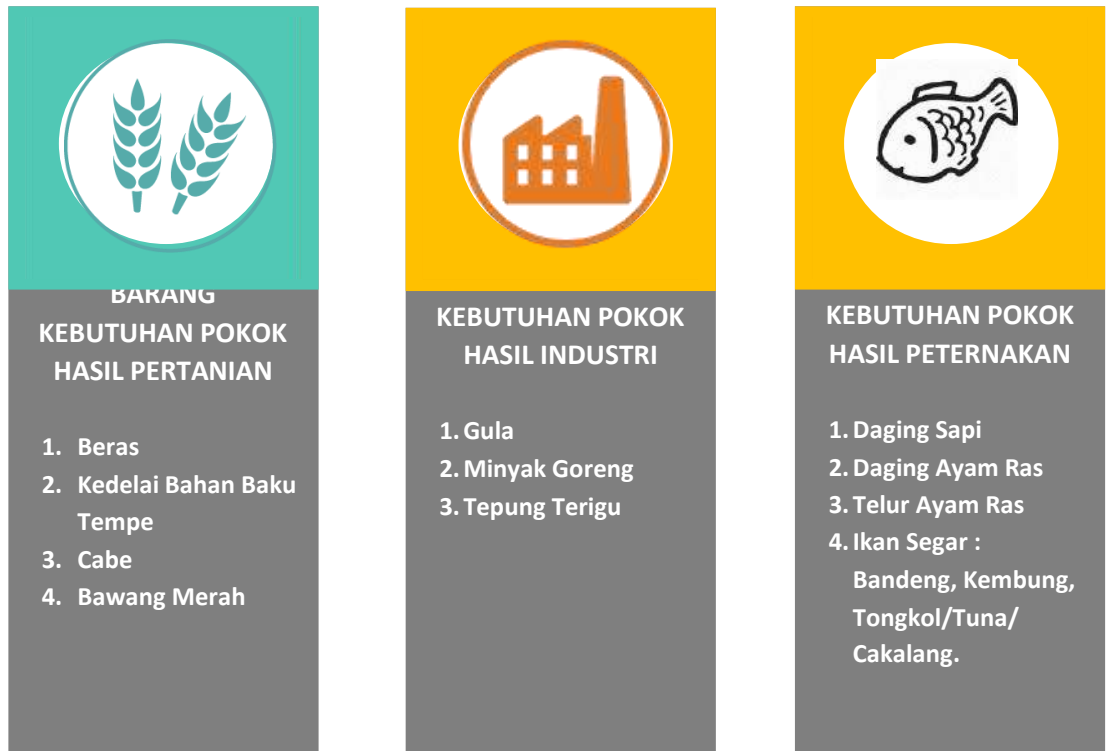 BARANG
KEBUTUHAN POKOK
HASIL PERTANIAN
1. Beras
2. Kedelai Bahan Baku
Tempe
3. Cabe
4. Bawang Merah
KEBUTUHAN POKOK
HASIL INDUSTRI
1. Gula
2. Minyak Goreng
3. Tepung Terigu
KEBUTUHAN POKOK
HASIL PETERNAKAN
1. Daging Sapi
2. Daging Ayam Ras
3. Telur Ayam Ras
4. Ikan Segar :
Bandeng, Kembung,
Tongkol/Tuna/
Cakalang.